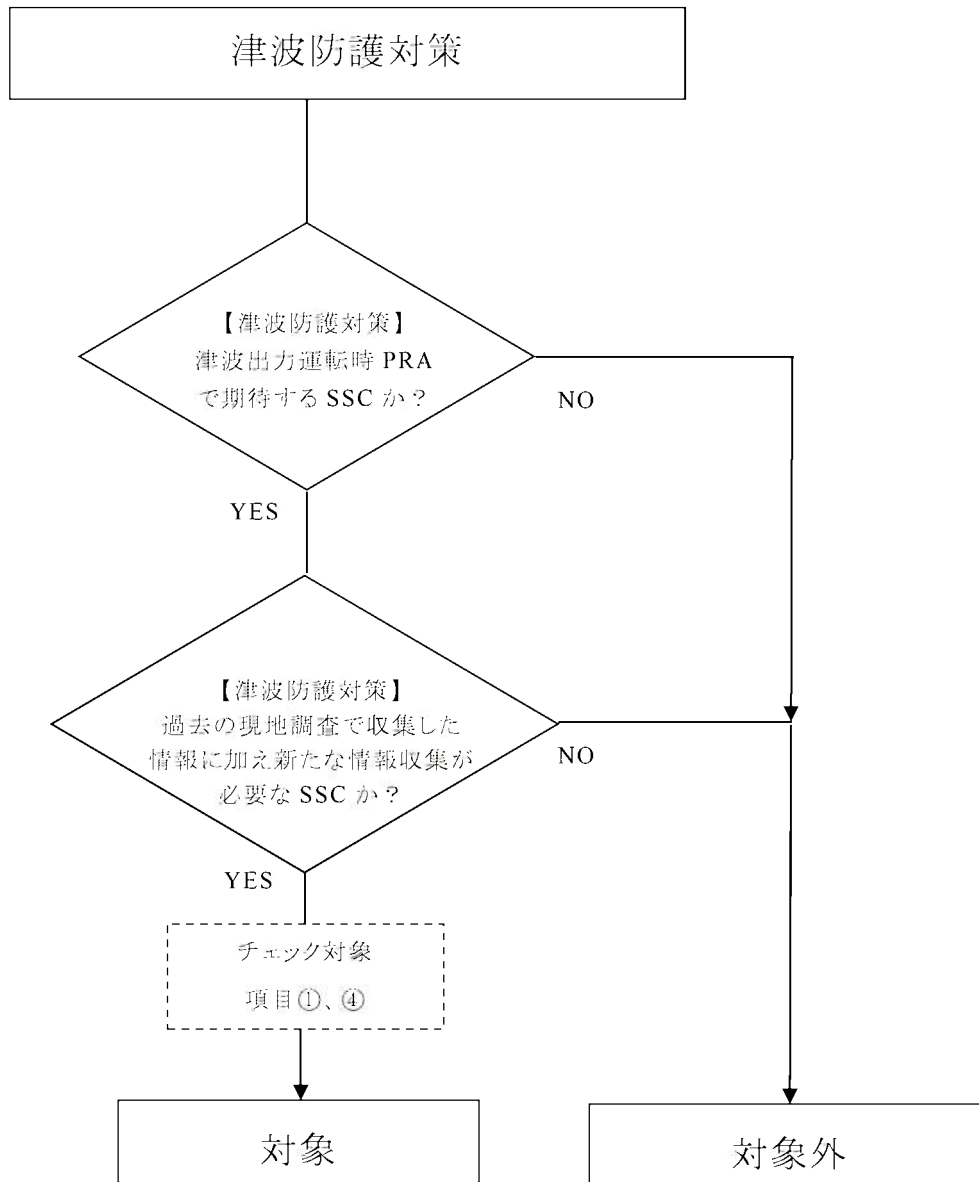 津波防護対策
【津波防護対策】
津波出力運転時 PRA
で期待する SSC か？
NO
YES
【津波防護対策】
過去の現地調査で収集した
情報に加え新たな情報収集が
必要な SSC か？
NO
YES
チェック対象
項目①、④
対象
対象外